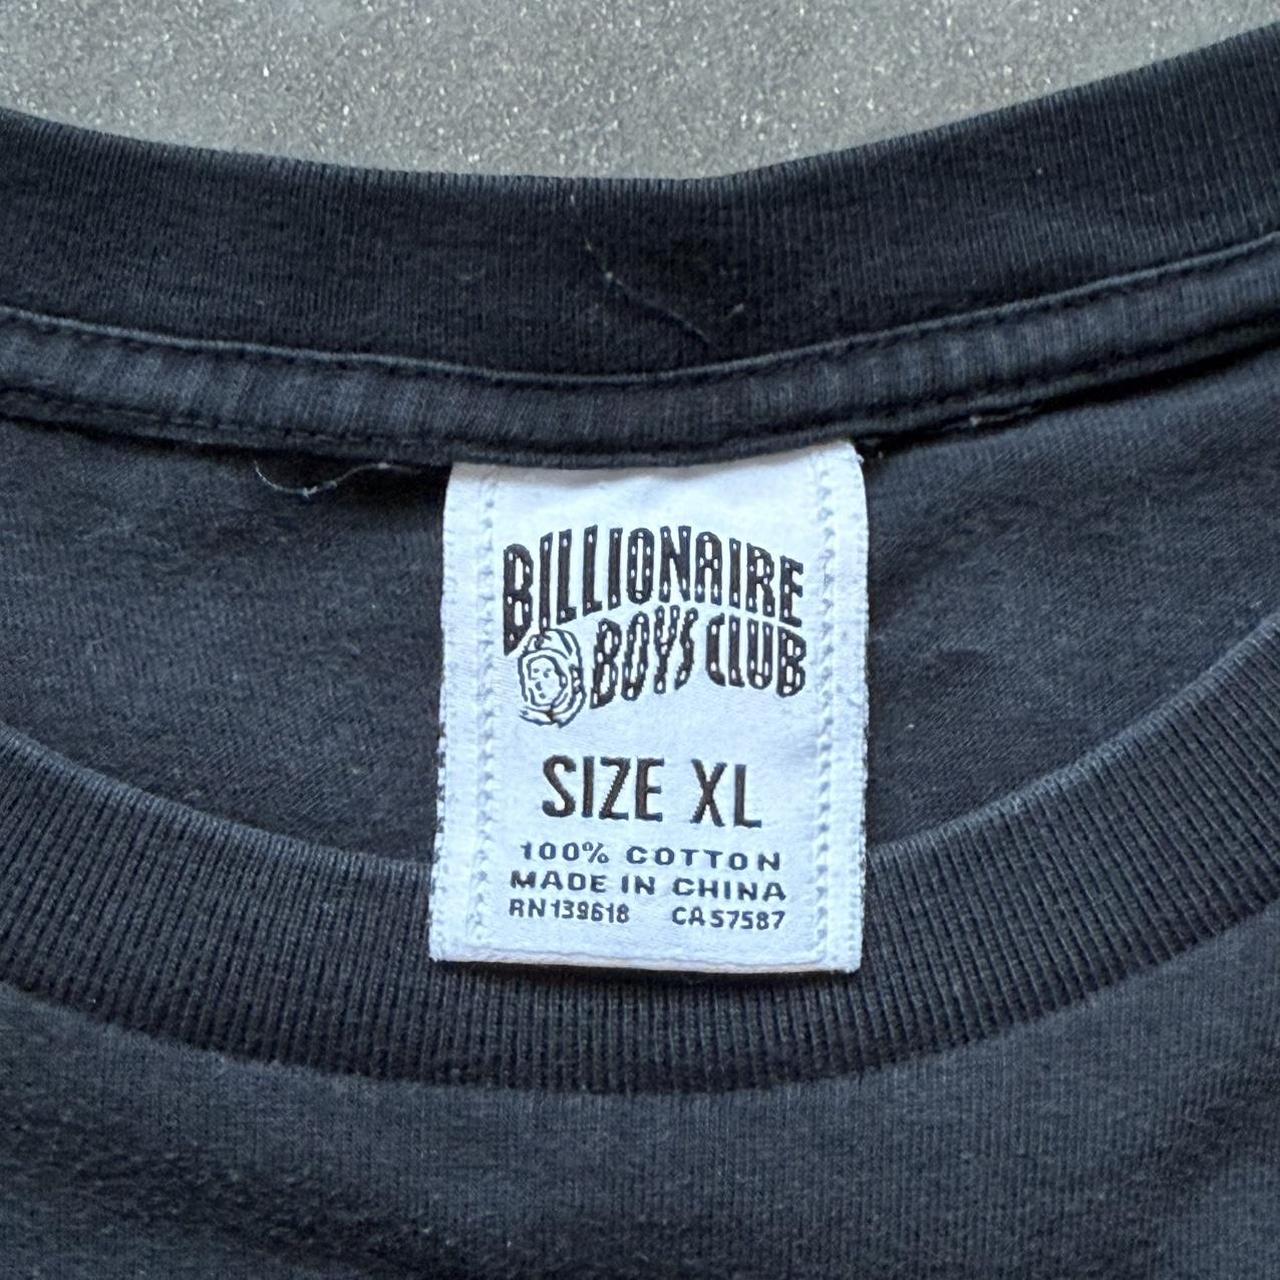 BILLIONAIRE
BOYS CLUB
SIZE XL
100% COTTON
MADE IN CHINA
RN139618 CA57587